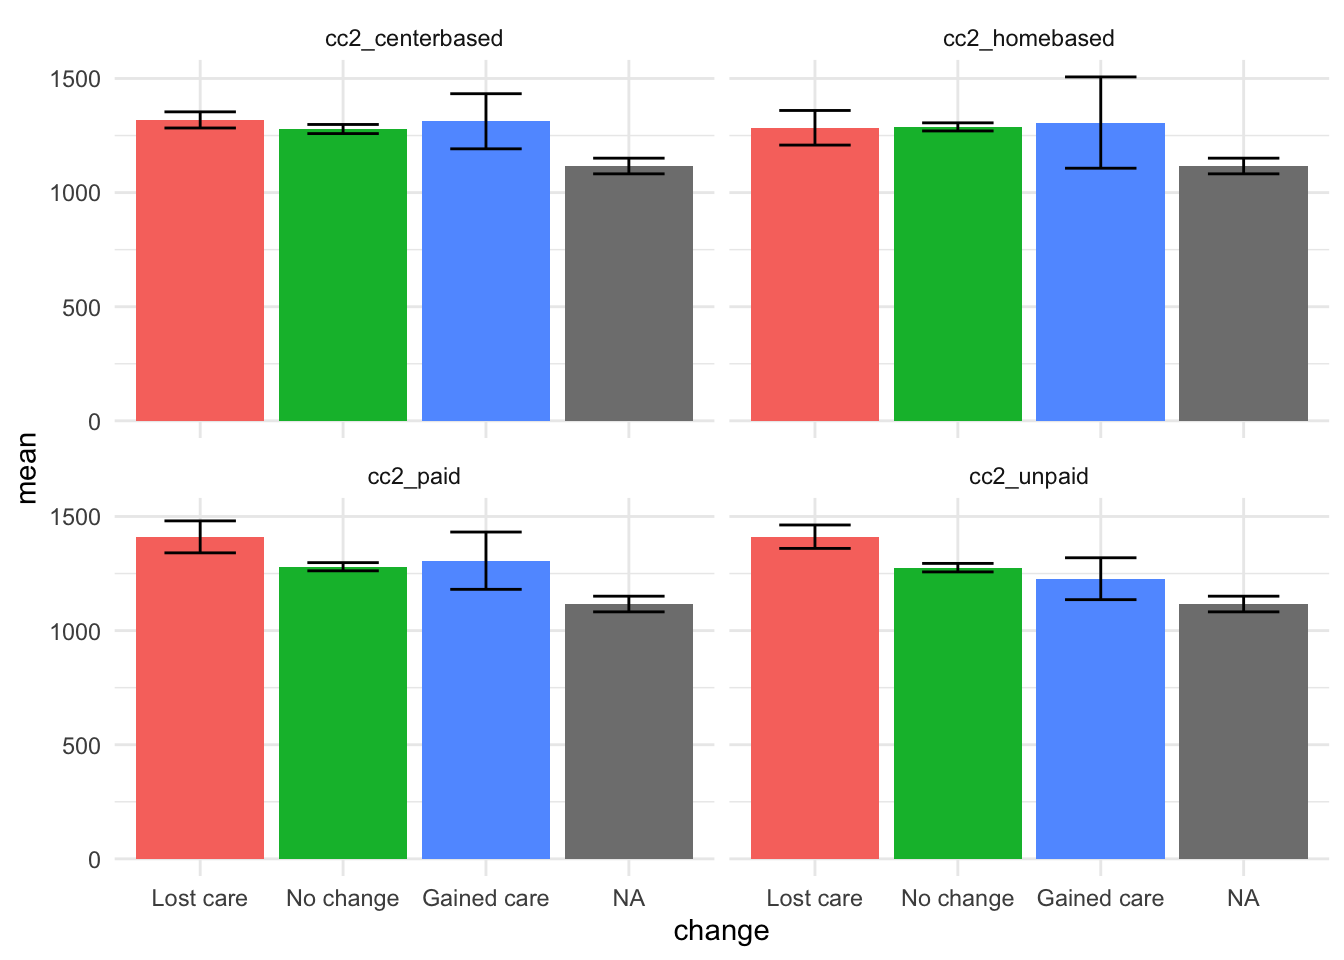 cc2_centerbased
cc2_homebased
1500
1000
500
0
cc2_paid
cc2_unpaid
1500
1000
500
0
mean
Lost care No change Gained care NA
Lost care No change Gained care NA
change